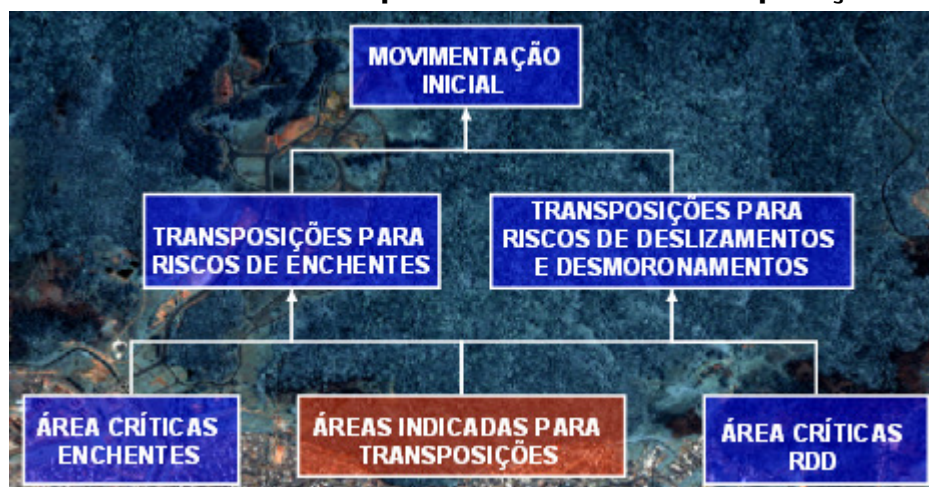 MOVIMENTAÇÃO
INICIAL
TRANSPOSIÇÕES PARA
RISCOS DE ENCHENTES
TRANSPOSIÇÕES PARA
RISCOS DE DESLIZAMENTOS
E DESMORONAMENTOS
ÁREA CRÍTICAS
ENCHENTES
ÁREAS INDICADAS PARA
TRANSPOSIÇÕES
ÁREA CRÍTICAS
RDD